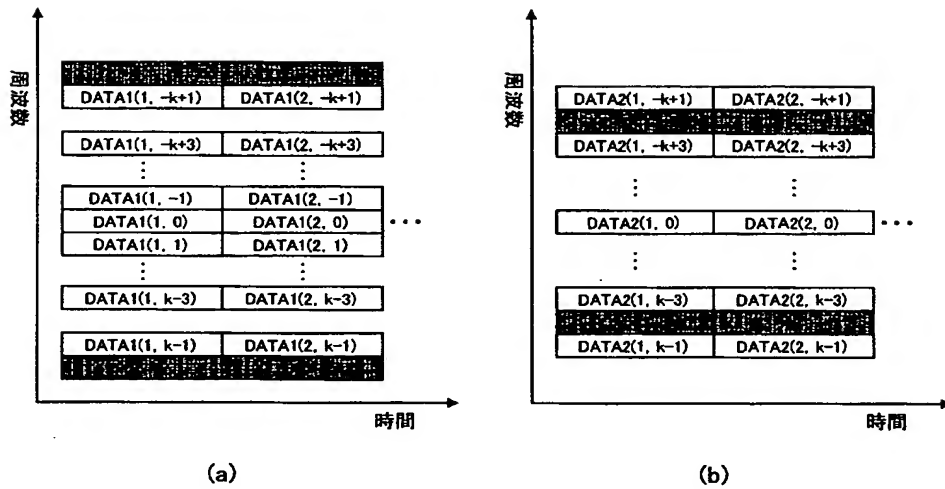 周波数
DATA1(1, -k+1) DATA1(2, -k+1)
DATA1(1, -k+3) DATA1(2, -k+3)
DATA1(1, -1) DATA1(2, -1)
DATA1(1, 0) DATA1(2, 0)
DATA1(1, 1) DATA1(2, 1)
DATA1(1, k-3) DATA1(2, k-3)
DATA1(1, k-1) DATA1(2, k-1)
時間
(a)
周波数
DATA2(1, -k+1) DATA2(2, -k+1)
DATA2(1, -k+3) DATA2(2, -k+3)
DATA2(1, 0) DATA2(2, 0)
DATA2(1, k-3) DATA2(2, k-3)
DATA2(1, k-1) DATA2(2, k-1)
時間
(b)